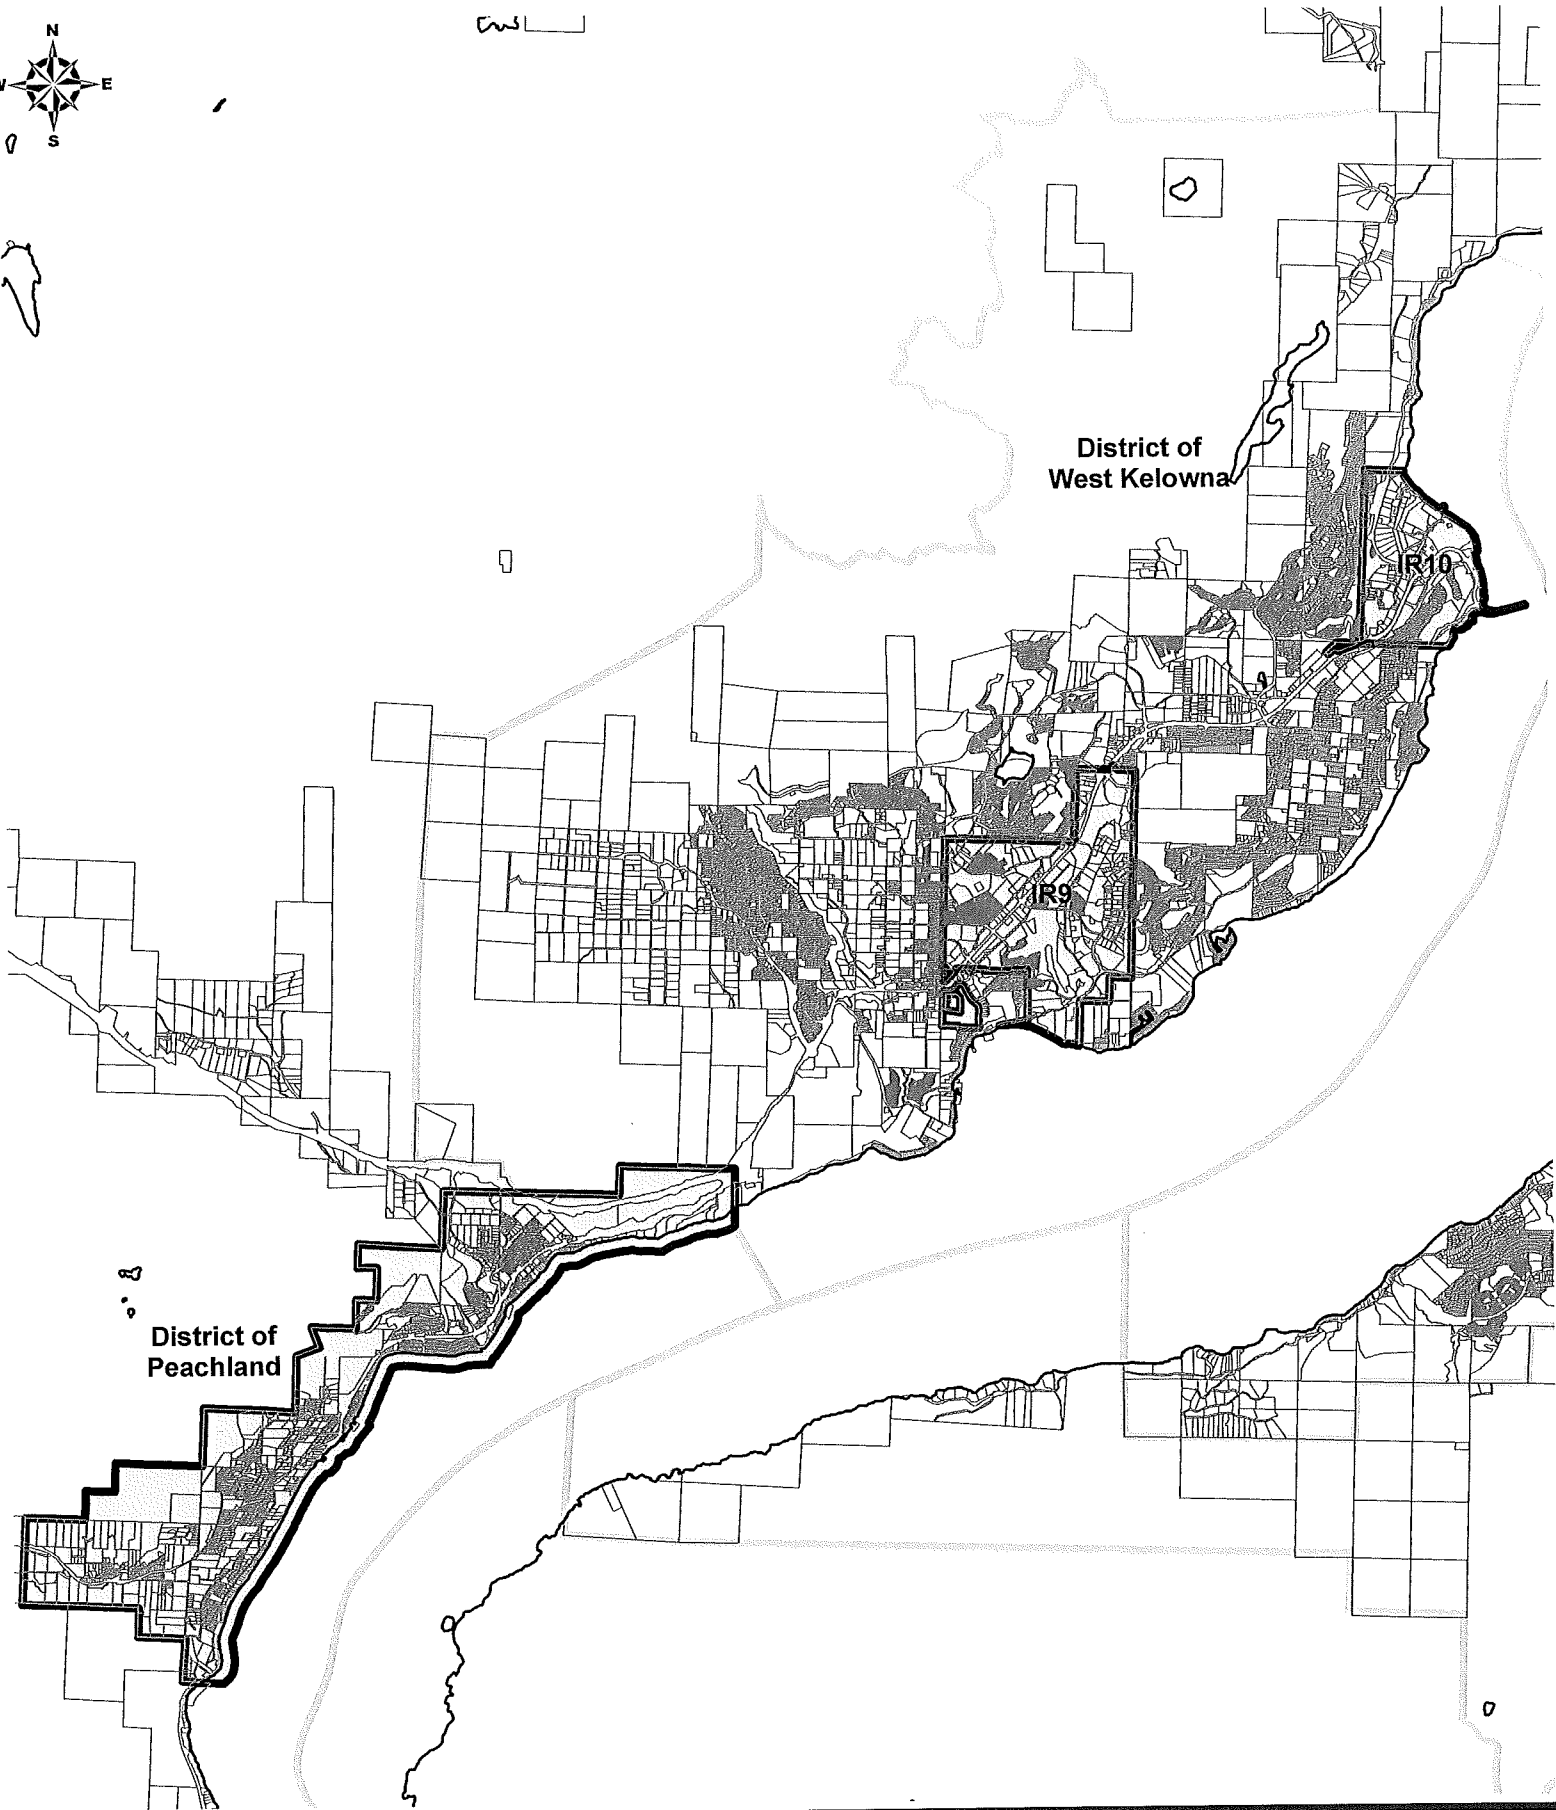 N
W
E
S
District of
West Kelowna
IR10
IR9
District of
Peachland